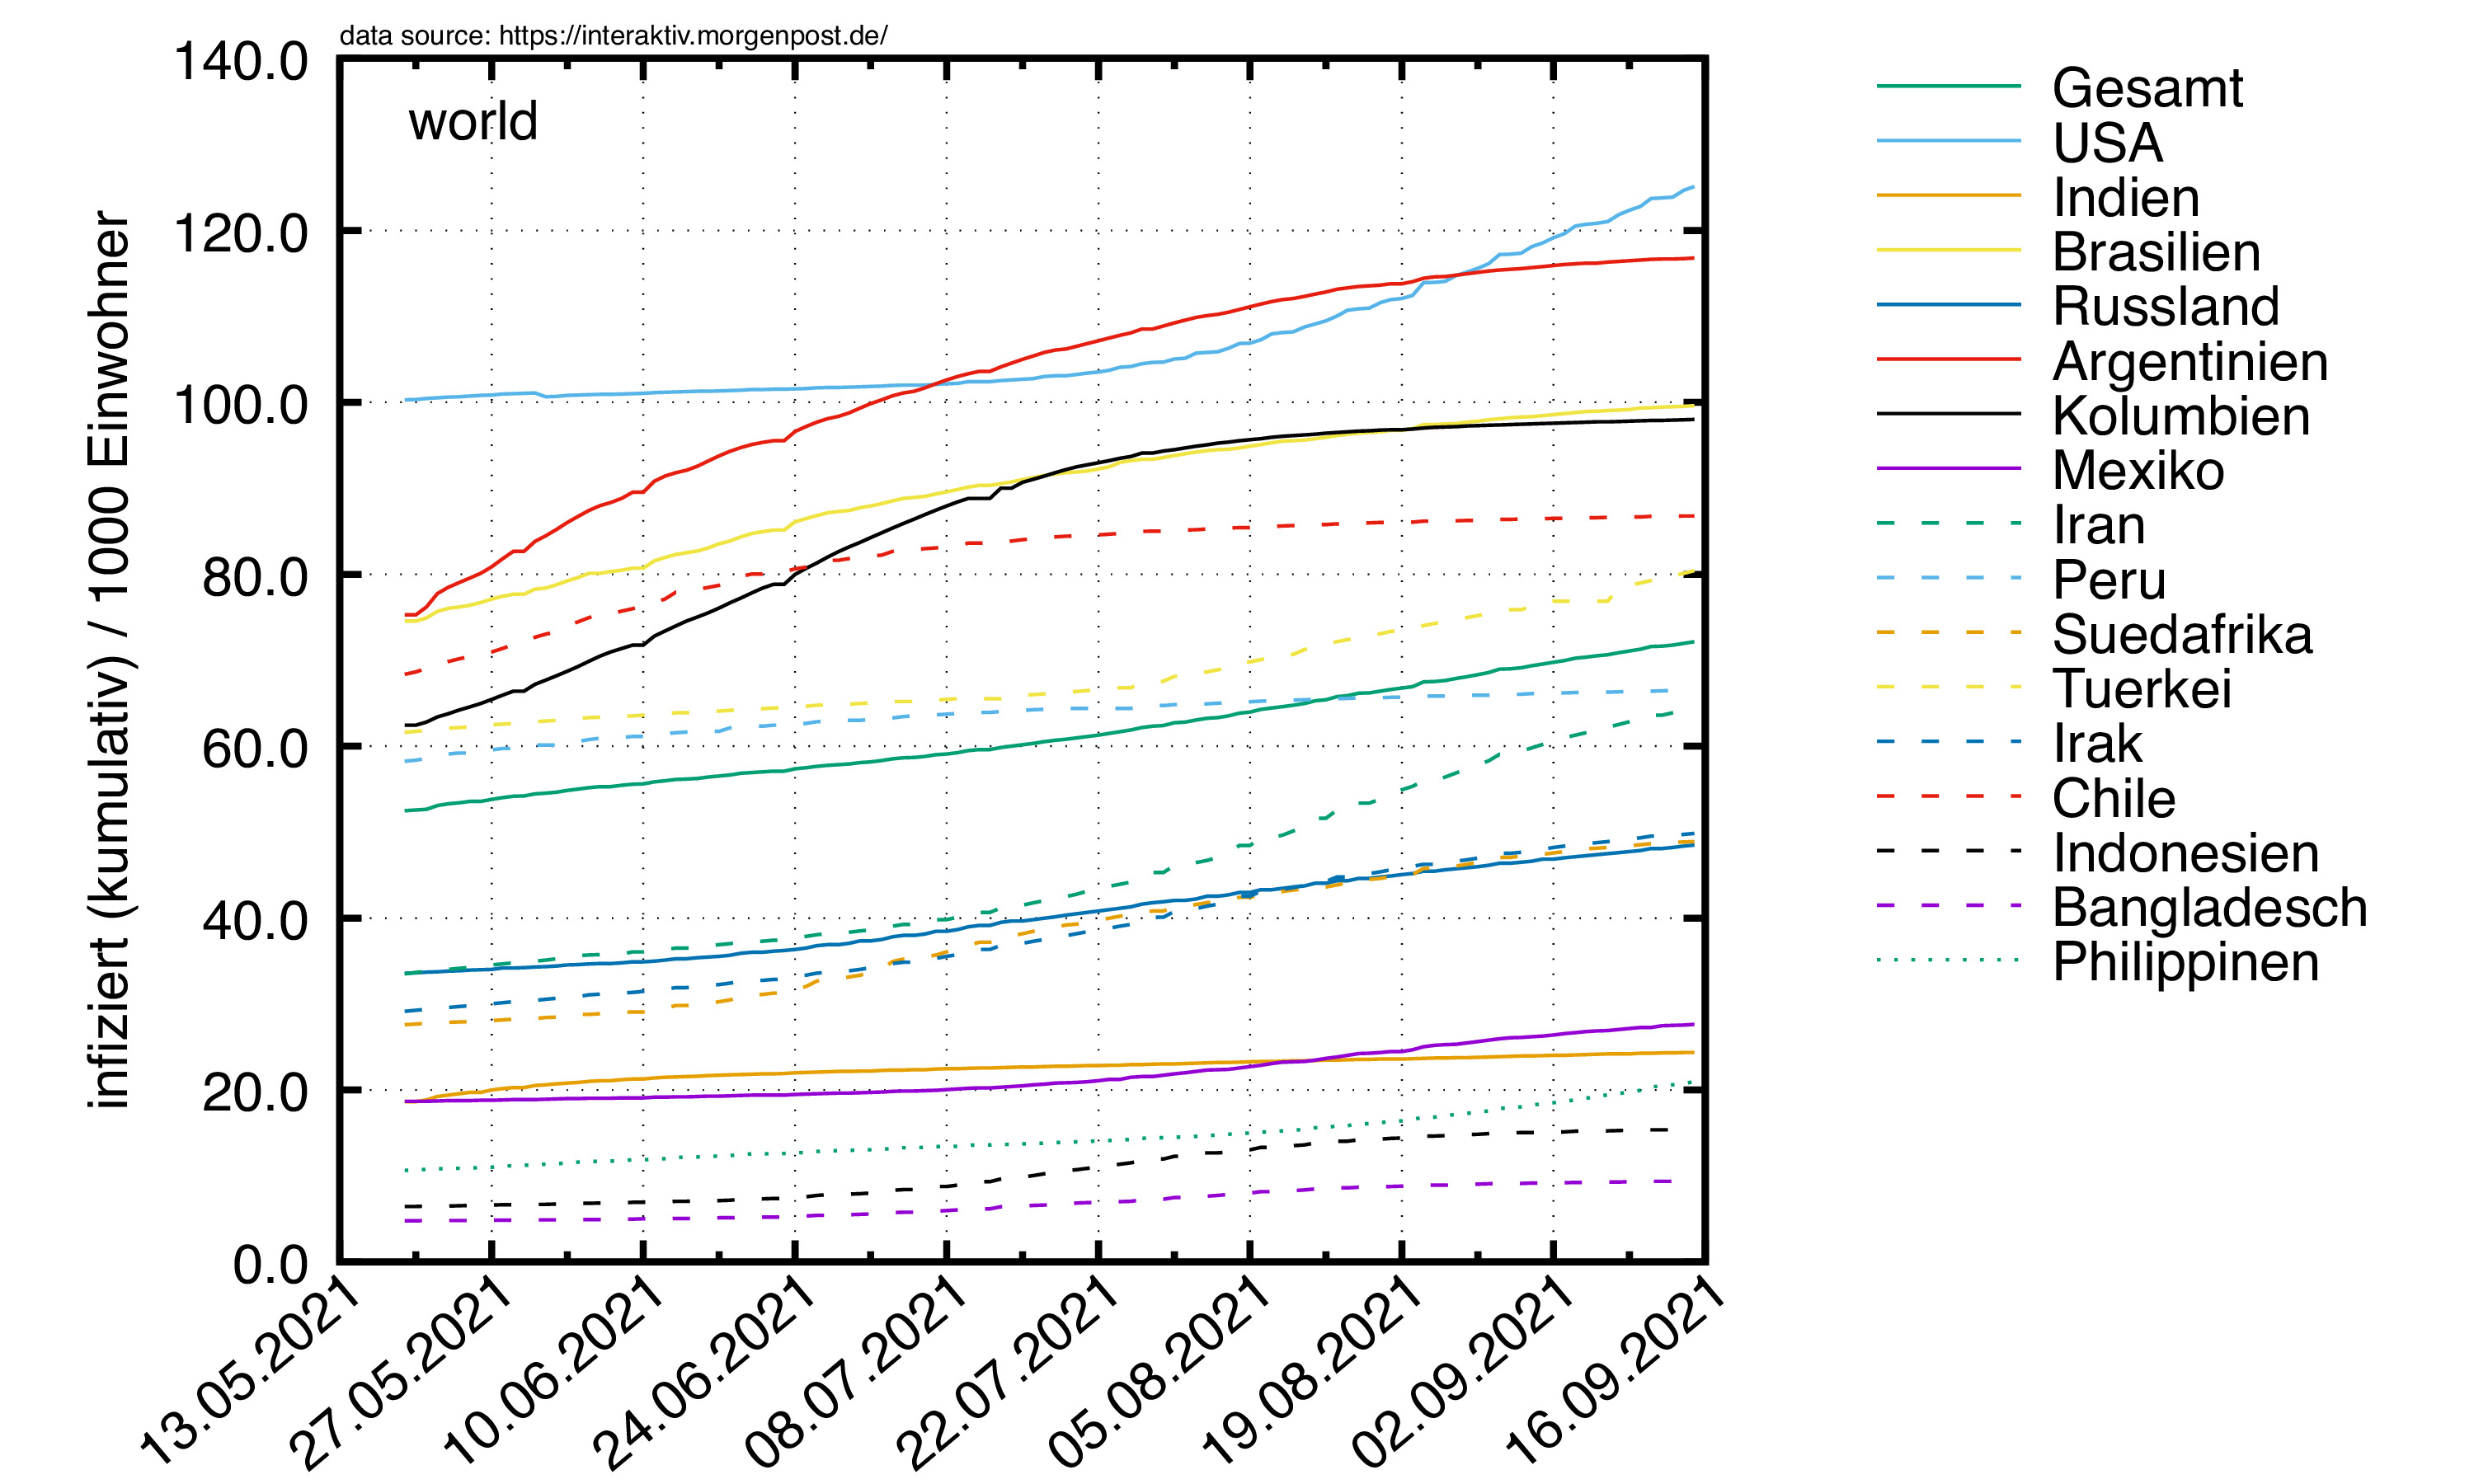 data source: https://interaktiv.morgenpost.de/
world
infiziert (kumulativ) / 1000 Einwohner
140.0
120.0
100.0
80.0
60.0
40.0
20.0
0.0
13.05.2021
27.05.2021
10.06.2021
24.06.2021
08.07.2021
22.07.2021
05.08.2021
19.08.2021
02.09.2021
16.09.2021
Gesamt
USA
Indien
Brasilien
Russland
Argentinien
Kolumbien
Mexiko
Iran
Peru
Suedafrika
Tuerkei
Irak
Chile
Indonesien
Bangladesch
Philippinen